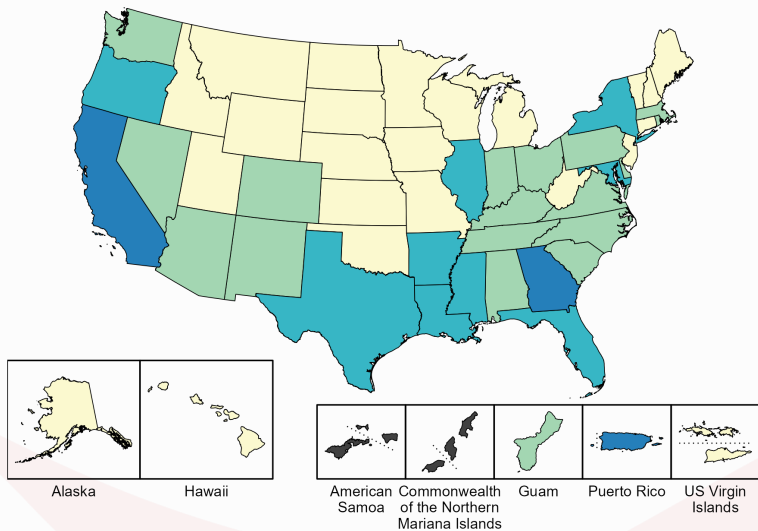 Alaska
Hawaii
American
Samoa
Commonwealth
of the Northern
Mariana Islands
Guam
Puerto Rico
US Virgin
Islands